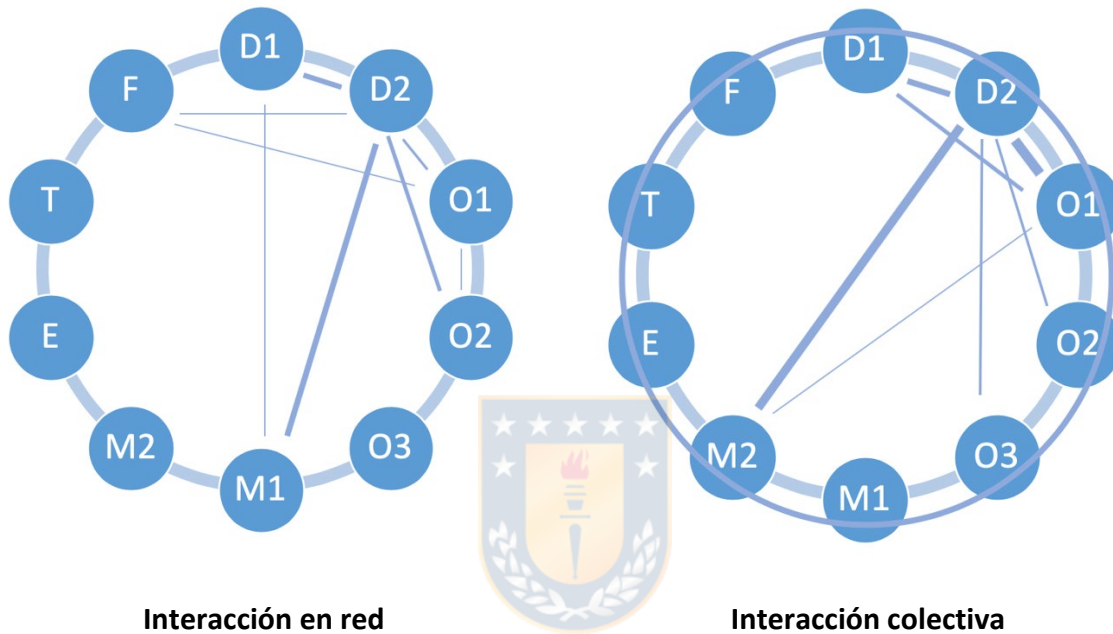 D1
D2
O1
O2
O3
M1
M2
E
T
F
Interacción en red
D1
D2
O1
O2
O3
M1
M2
E
T
F
Interacción colectiva